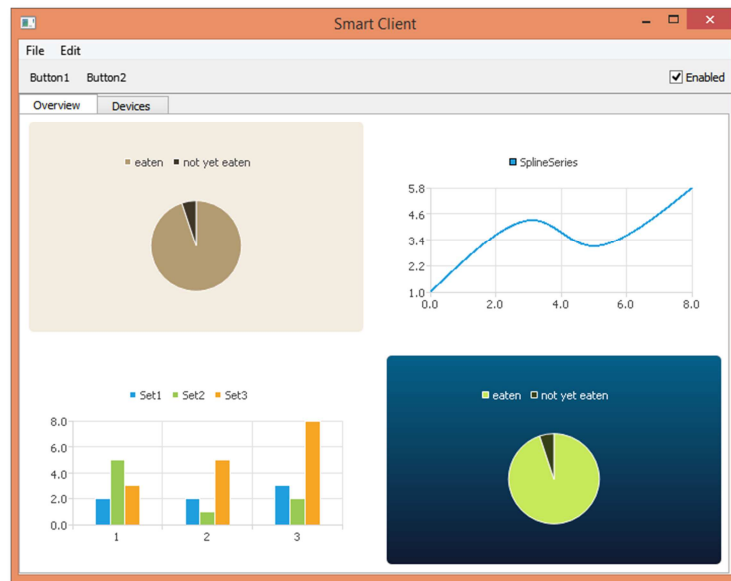 Smart Client
File Edit
Button1 Button2 Enabled
Overview Devices
eaten not yet eaten
SplineSeries
5.8
4.6
3.4
2.2
1.0
0.0 2.0 4.0 6.0 8.0
Set1 Set2 Set3
8.0
6.0
4.0
2.0
0.0
1 2 3
eaten not yet eaten